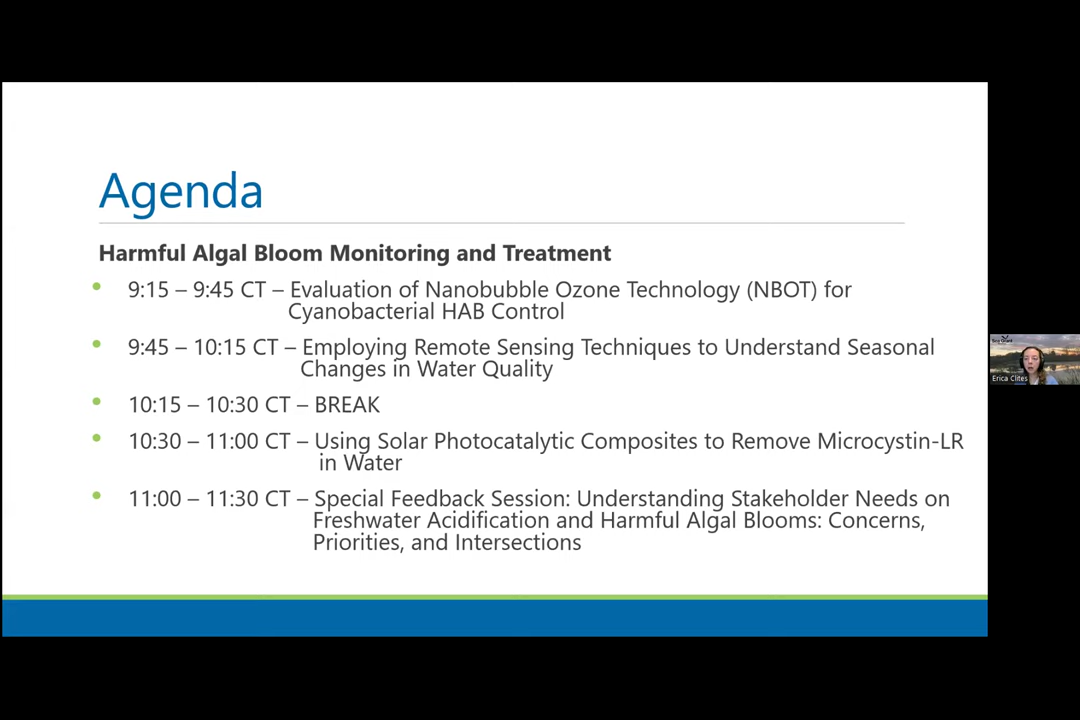 Agenda
Harmful Algal Bloom Monitoring and Treatment
• 9:15 – 9:45 CT – Evaluation of Nanobubble Ozone Technology (NBOT) for
Cyanobacterial HAB Control
• 9:45 – 10:15 CT – Employing Remote Sensing Techniques to Understand Seasonal
Changes in Water Quality
• 10:15 – 10:30 CT – BREAK
• 10:30 – 11:00 CT – Using Solar Photocatalytic Composites to Remove Microcystin-LR
in Water
• 11:00 – 11:30 CT – Special Feedback Session: Understanding Stakeholder Needs on
Freshwater Acidification and Harmful Algal Blooms: Concerns,
Priorities, and Intersections
Sea Grant
Erica Clites